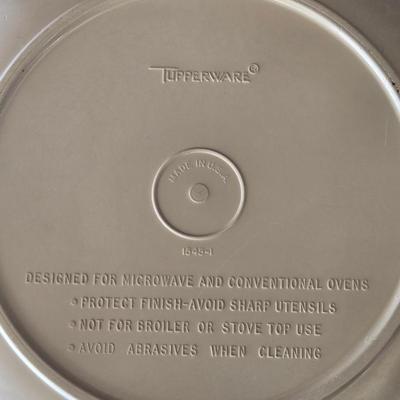 TUPPERWARE®
MADE IN U.S.A.
1545-1
DESIGNED FOR MICROWAVE AND CONVENTIONAL OVENS
• PROTECT FINISH-AVOID SHARP UTENSILS
• NOT FOR BROILER OR STOVE TOP USE
• AVOID ABRASIVES WHEN CLEANING